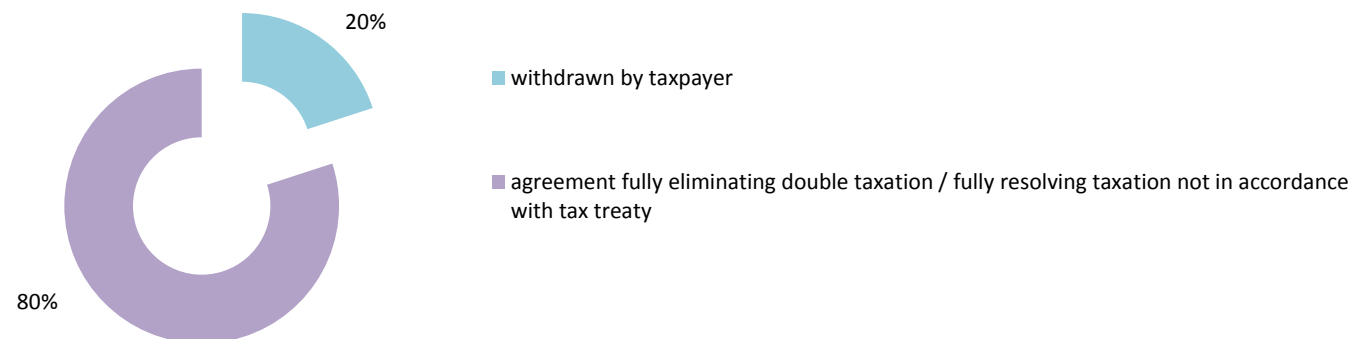 20%
withdrawn by taxpayer
agreement fully eliminating double taxation / fully resolving taxation not in accordance
with tax treaty
80%